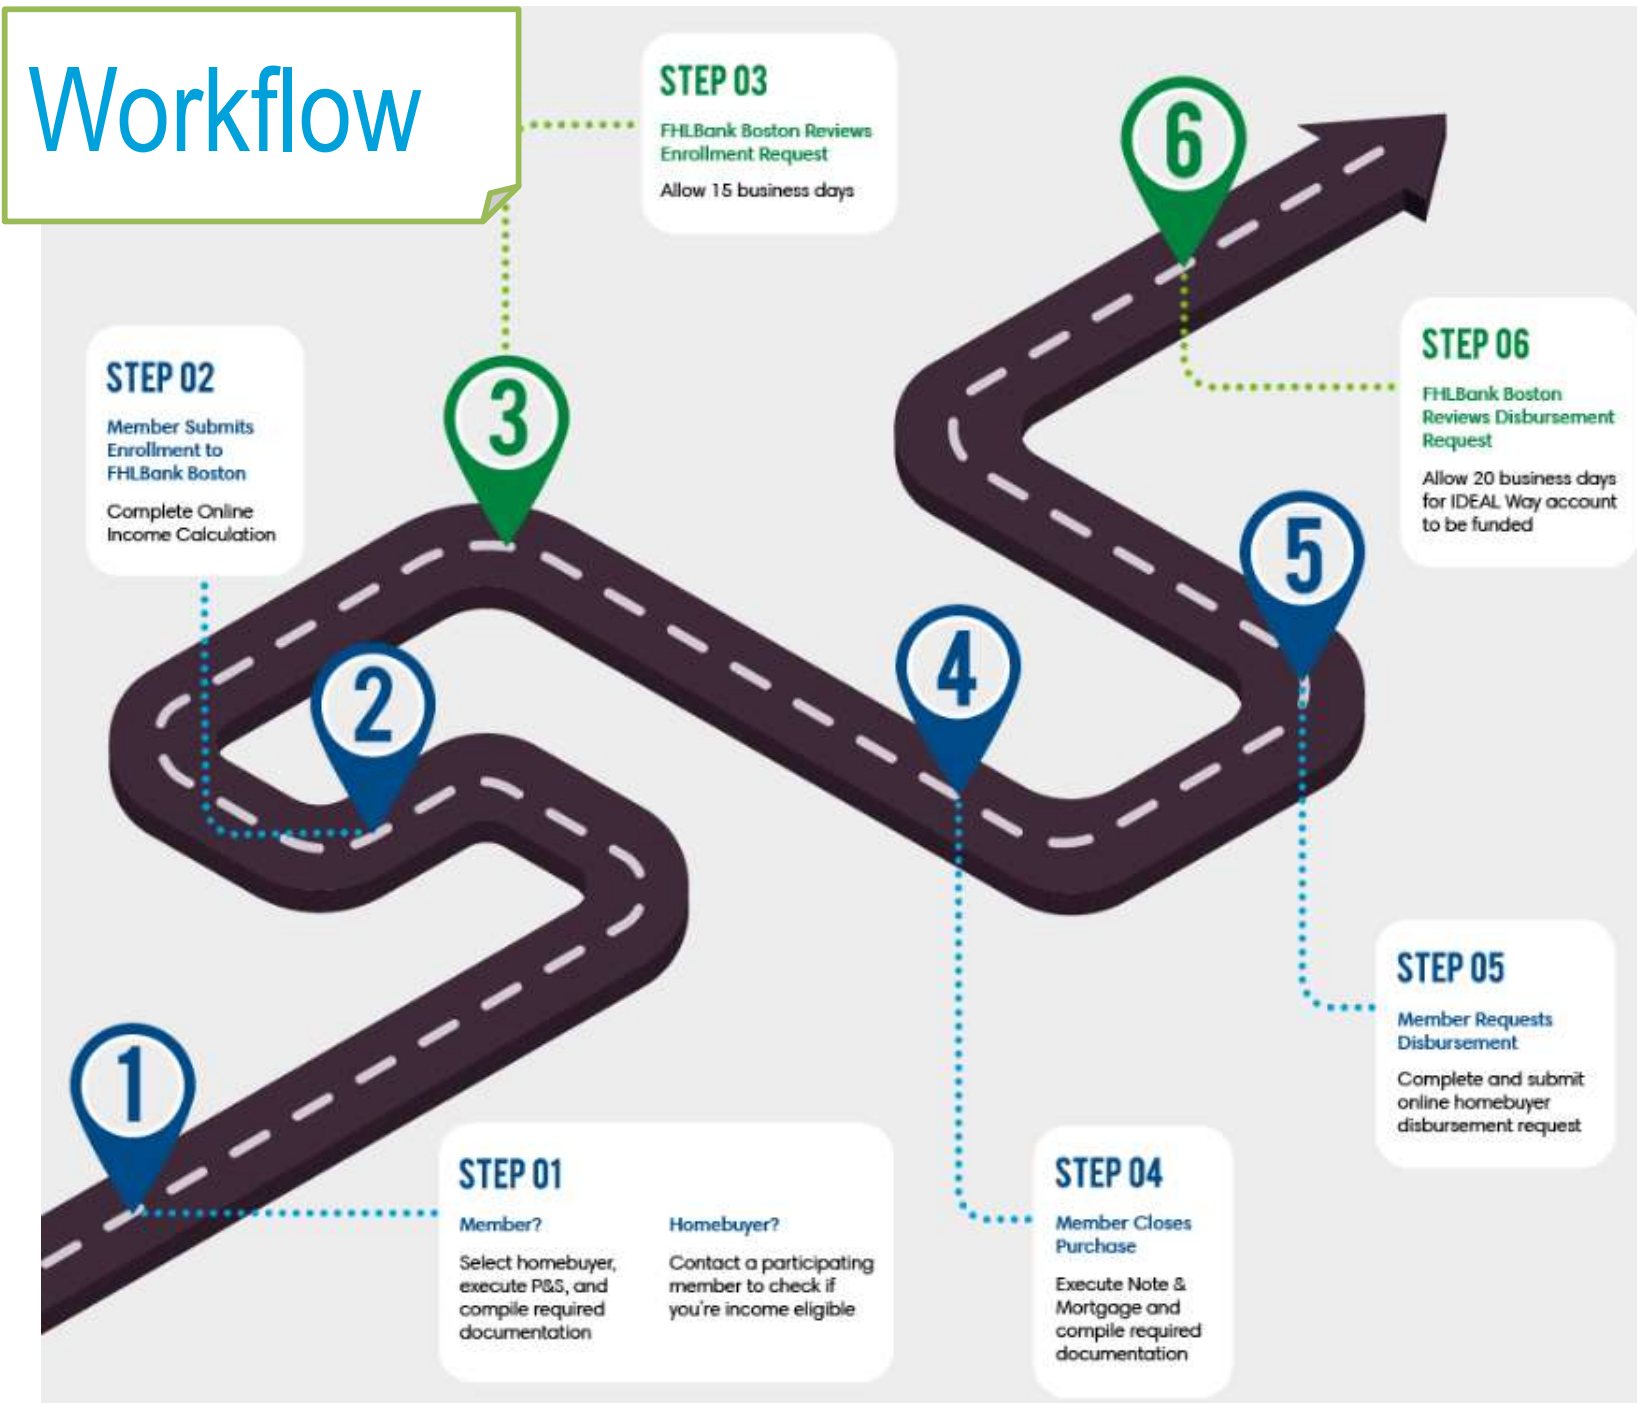 Workflow
STEP 03
FHLBank Boston Reviews
Enrollment Request
Allow 15 business days
6
STEP 02
Member Submits
Enrollment to
FHLBank Boston
Complete Online
Income Calculation
3
STEP 06
FHLBank Boston
Reviews Disbursement
Request
Allow 20 business days
for IDEAL Way account
to be funded
5
4
2
STEP 05
Member Requests
Disbursement
Complete and submit
online homebuyer
disbursement request
1
STEP 01
Member?
Select homebuyer,
execute P&S, and
compile required
documentation
Homebuyer?
Contact a participating
member to check if
you're income eligible
STEP 04
Member Closes
Purchase
Execute Note &
Mortgage and
compile required
documentation